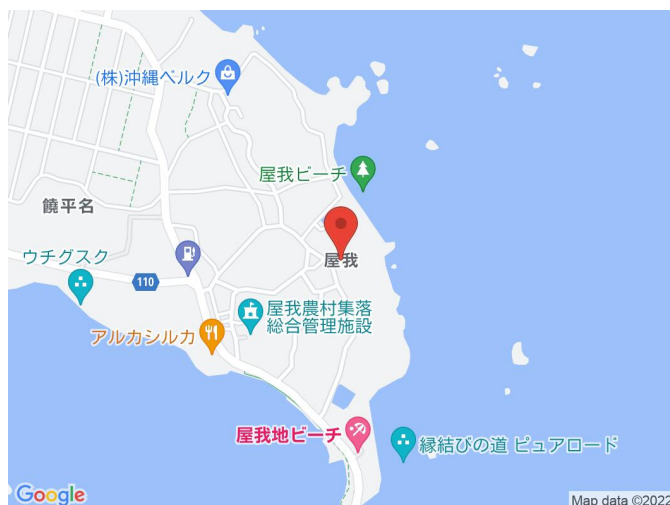 (株)沖縄ベルク
屋我ビーチ
饒平名
屋我
ウチグスク
110
屋我農村集落
総合管理施設
アルカシルカ
屋我地ビーチ
縁結びの道 ピュアロード
Google
Map data ©2022